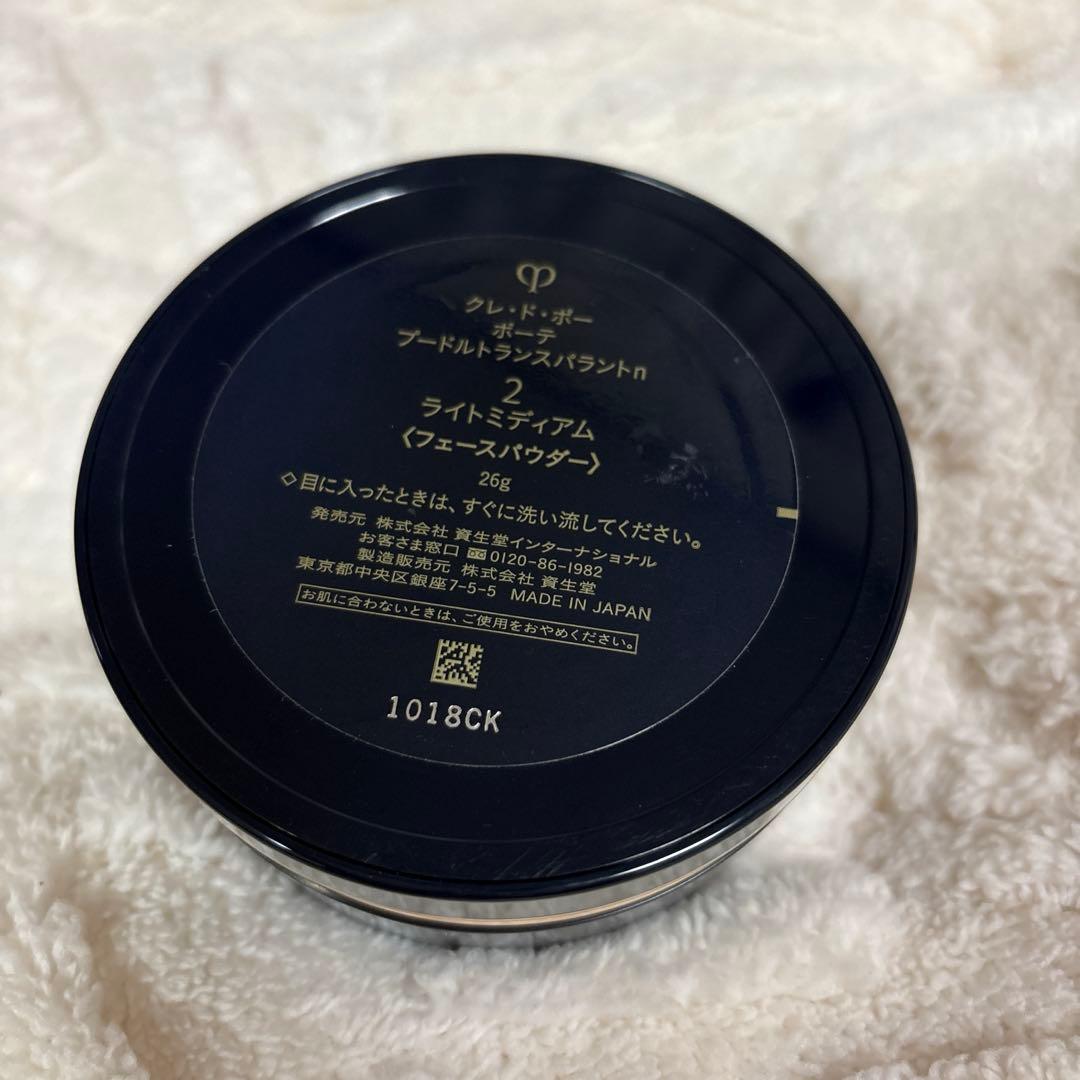 クレ・ド・ポー
ボーテ
プードルトランスパラントn
2
ライトミディアム
〈フェースパウダー〉
26g
◇目に入ったときは、すぐに洗い流してください。
発売元 株式会社 資生堂インターナショナル
お客さま窓口 0120-86-1982
製造販売元 株式会社 資生堂
東京都中央区銀座7-5-5 MADE IN JAPAN
お肌に合わないときは、ご使用をおやめください。
1018CK